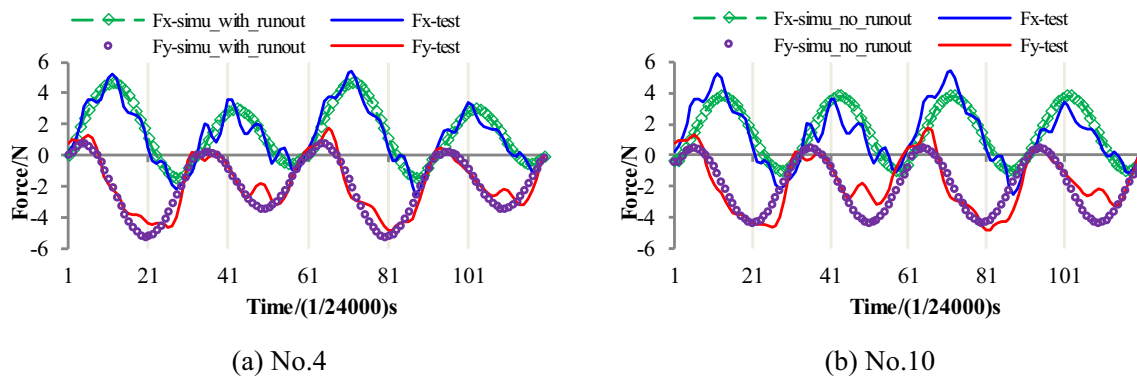 Fx-simu_with_runout
Fx-test
Fy-simu_with_runout
Fy-test
6
4
2
0
-2
-4
-6
Force/N
1
21
41
61
81
101
Time/(1/24000)s
(a) No.4
Fx-simu_no_runout
Fx-test
Fy-simu_no_runout
Fy-test
6
4
2
0
-2
-4
-6
Force/N
1
21
41
61
81
101
Time/(1/24000)s
(b) No.10